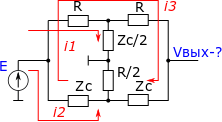 R R i3
i1 Zc/2 Vвых-?
E R/2
Zc Zc
i2